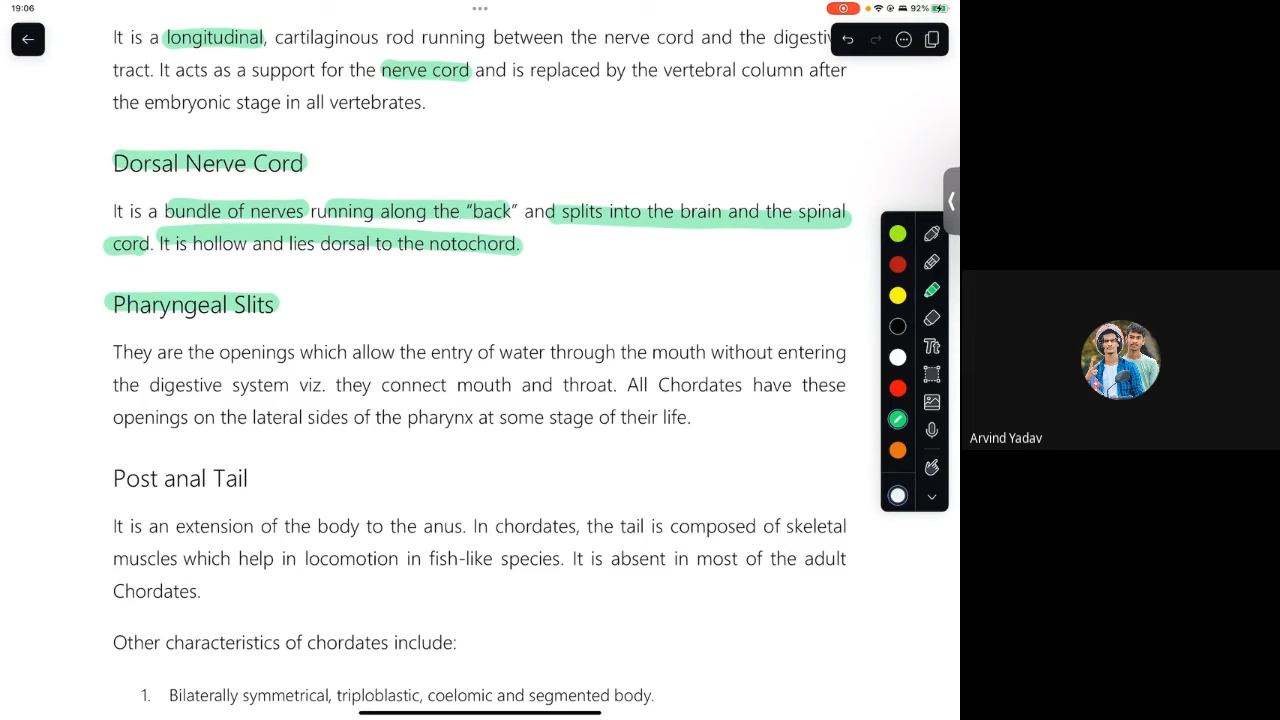 19:06
92%
It is a longitudinal, cartilaginous rod running between the nerve cord and the digestive
tract. It acts as a support for the nerve cord and is replaced by the vertebral column after
the embryonic stage in all vertebrates.
Dorsal Nerve Cord
It is a bundle of nerves running along the “back” and splits into the brain and the spinal
cord. It is hollow and lies dorsal to the notochord.
Pharyngeal Slits
They are the openings which allow the entry of water through the mouth without entering
the digestive system viz. they connect mouth and throat. All Chordates have these
openings on the lateral sides of the pharynx at some stage of their life.
Post anal Tail
It is an extension of the body to the anus. In chordates, the tail is composed of skeletal
muscles which help in locomotion in fish-like species. It is absent in most of the adult
Chordates.
Other characteristics of chordates include:
1. Bilaterally symmetrical, triploblastic, coelomic and segmented body.
Tt
Arvind Yadav